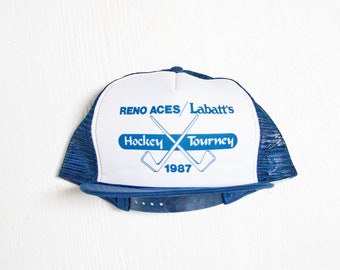 RENO ACES/Labatt's
Hockey Tourney
1987